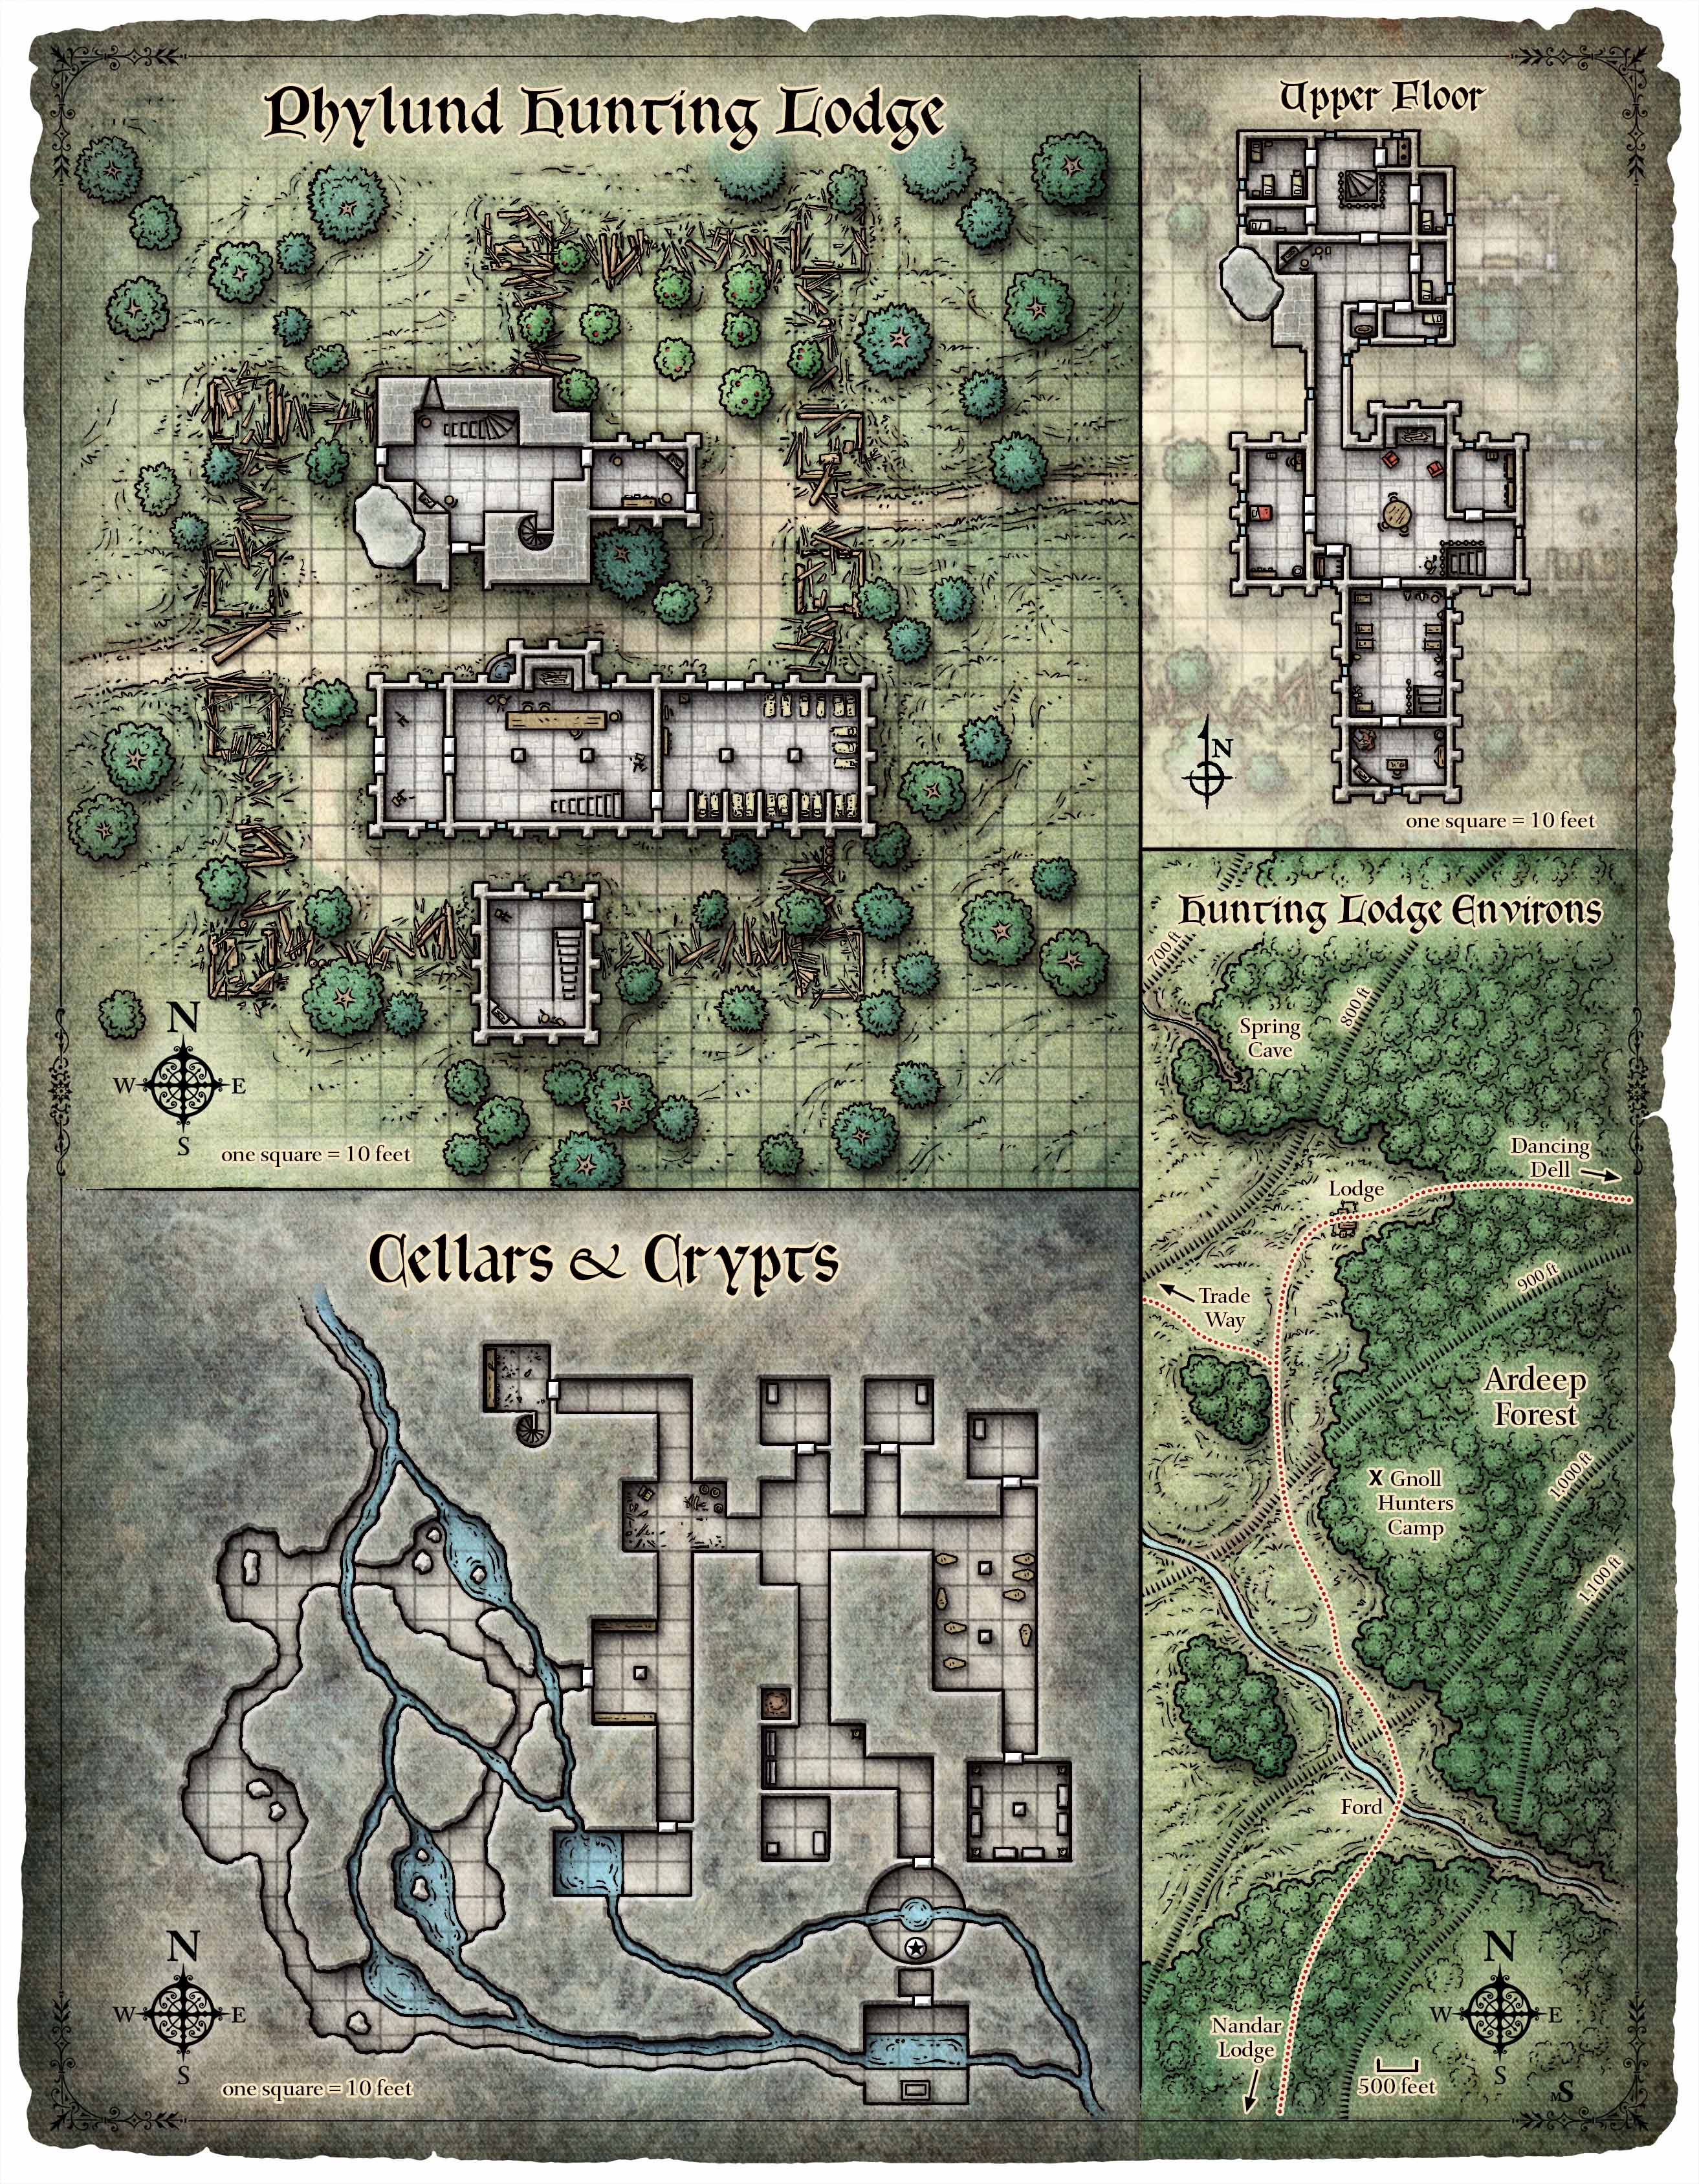 Phylund Hunting Lodge
N
W
E
S
one square = 10 feet
Upper Floor
N
one square = 10 feet
Hunting Lodge Environs
700 ft
800 ft
Spring
Cave
Dancing
Dell
Lodge
900 ft
Trade
Way
Ardeep
Forest
1,000 ft
X Gnoll
Hunters
Camp
1,100 ft
Ford
Nandar
Lodge
500 feet
N
W
E
S
MS
Cellars & Crypts
N
W
E
S
one square = 10 feet